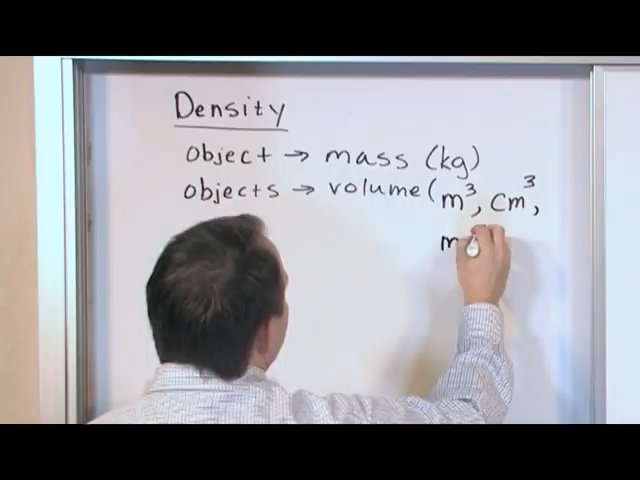 Density
object → mass (kg)
objects → volume (m³, cm³,
m